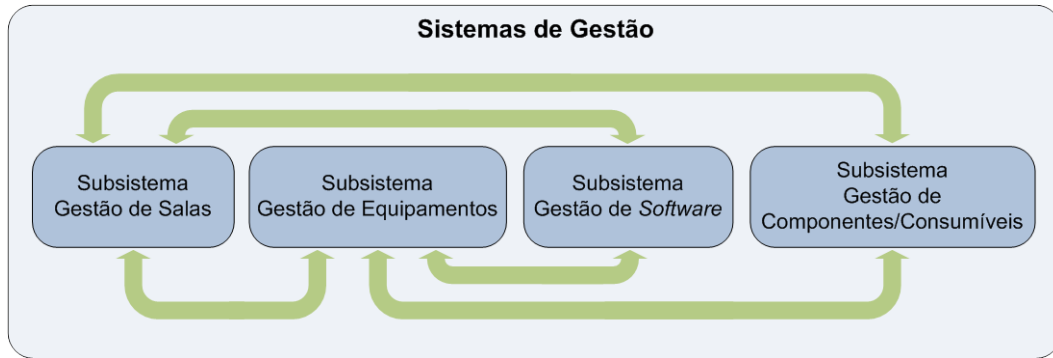 Sistemas de Gestão
Subsistema
Gestão de Salas
Subsistema
Gestão de Equipamentos
Subsistema
Gestão de Software
Subsistema
Gestão de
Componentes/Consumíveis